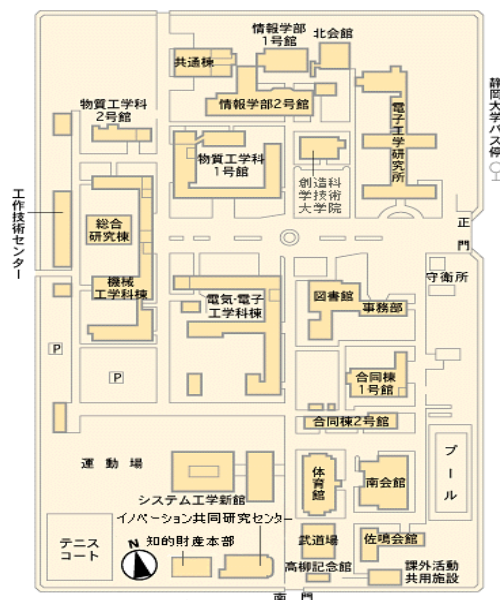 情報学部
1号館
北会館
共通棟
物質工学科
2号館
情報学部2号館
静岡大学バス停
電子工学研究所
物質工学科
1号館
創造科
学技術
大学院
工作技術センター
総合
研究棟
正門
守衛所
機械
工学科棟
電気・電子
工学科棟
図書館
事務部
P
P
合同棟
1号館
合同棟2号館
プール
運動場
体育館
南会館
システム工学新館
イノベーション共同研究センター
テニス
コート
N
知的財産本部
武道場
佐鳴会館
高柳記念館
課外活動
共用施設
南門